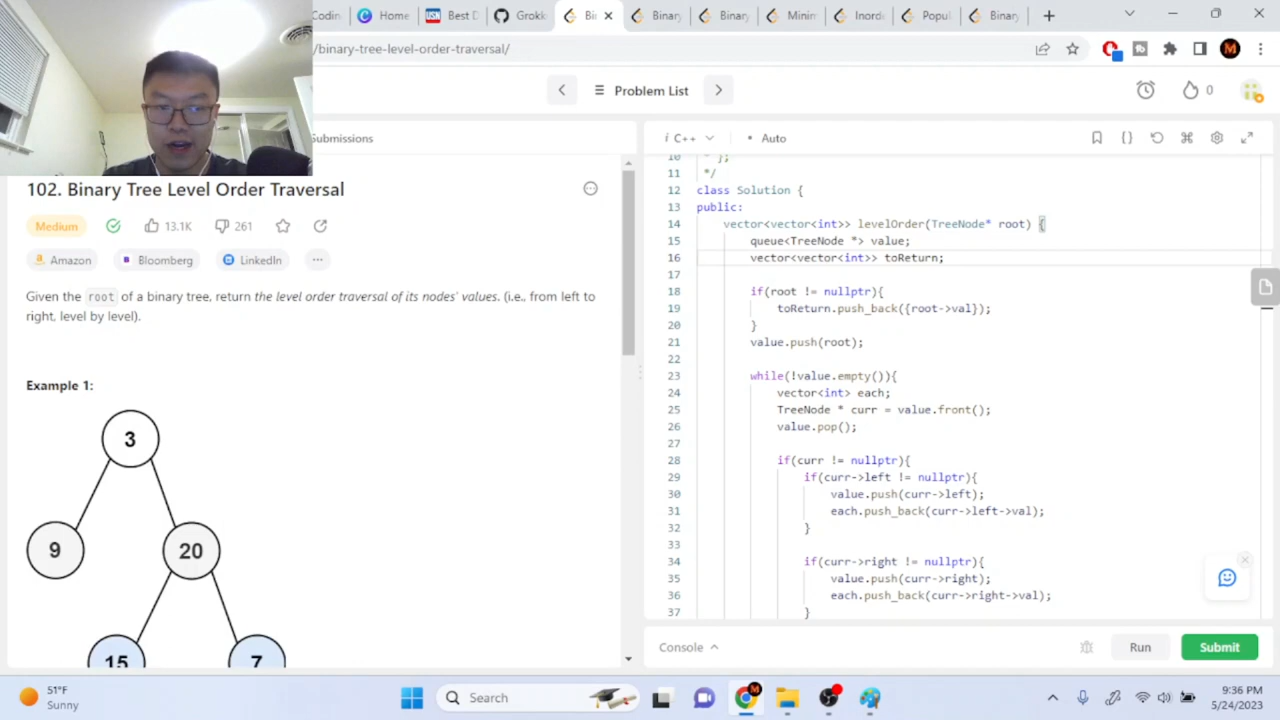 Codin
Home
Best D
Grokk
Bi
Binary
Binary
Minim
Inord
Popul
Binary
/binary-tree-level-order-traversal/
Problem List
0
Submissions
i C++
• Auto
102. Binary Tree Level Order Traversal
Medium
13.1K
261
Amazon
Bloomberg
LinkedIn
Given the root of a binary tree, return the level order traversal of its nodes' values. (i.e., from left to
right, level by level).
Example 1:
3
9
20
15
7
10 * };
11 */
12 class Solution {
13 public:
14 vector<vector<int>> levelOrder(TreeNode* root) {
15 queue<TreeNode *> value;
16 vector<vector<int>> toReturn;
17
18 if(root != nullptr){
19 toReturn.push_back({root->val});
20 }
21 value.push(root);
22
23 while(!value.empty()){
24 vector<int> each;
25 TreeNode * curr = value.front();
26 value.pop();
27
28 if(curr != nullptr){
29 if(curr->left != nullptr){
30 value.push(curr->left);
31 each.push_back(curr->left->val);
32 }
33
34 if(curr->right != nullptr){
35 value.push(curr->right);
36 each.push_back(curr->right->val);
37 }
Console
Run
Submit
51°F
Sunny
Search
9:36 PM
5/24/2023